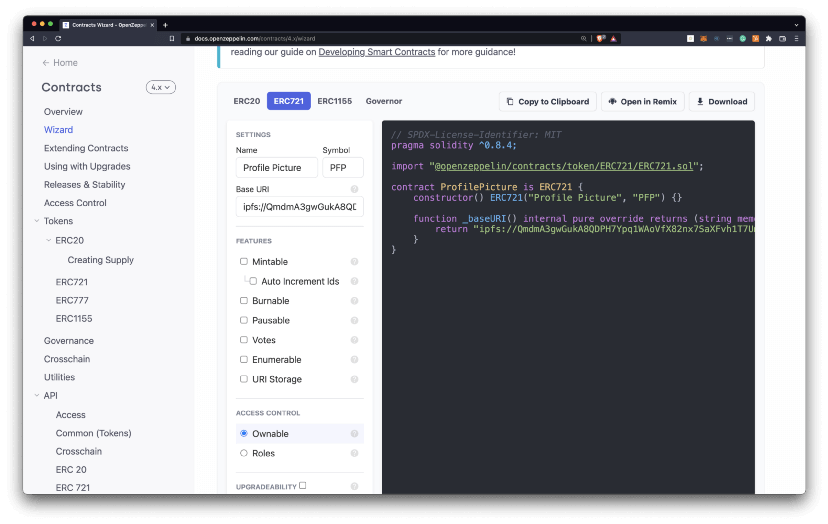 Contracts Wizard - OpenZepp
docs.openzeppelin.com/contracts/4.x/wizard
reading our guide on Developing Smart Contracts for more guidance!
← Home
Contracts
4.x
Overview
Wizard
Extending Contracts
Using with Upgrades
Releases & Stability
Access Control
Tokens
ERC20
Creating Supply
ERC721
ERC777
ERC1155
Governance
Crosschain
Utilities
API
Access
Common (Tokens)
Crosschain
ERC 20
ERC 721
ERC20 ERC721 ERC1155 Governor
Copy to Clipboard Open in Remix Download
SETTINGS
Name Symbol
Profile Picture PFP
Base URI ?
ipfs://QmdmA3gwGukA8QD
FEATURES
Mintable ?
Auto Increment Ids ?
Burnable ?
Pausable ?
Votes ?
Enumerable ?
URI Storage ?
ACCESS CONTROL
Ownable ?
Roles ?
UPGRADEABILITY ?
// SPDX-License-Identifier: MIT
pragma solidity ^0.8.4;
import "@openzeppelin/contracts/token/ERC721/ERC721.sol";
contract ProfilePicture is ERC721 {
constructor() ERC721("Profile Picture", "PFP") {}
function _baseURI() internal pure override returns (string mem
return "ipfs://QmdmA3gwGukA8QDPH7Ypq1WAoVfX82nx7SaXFvh1T7U
}
}